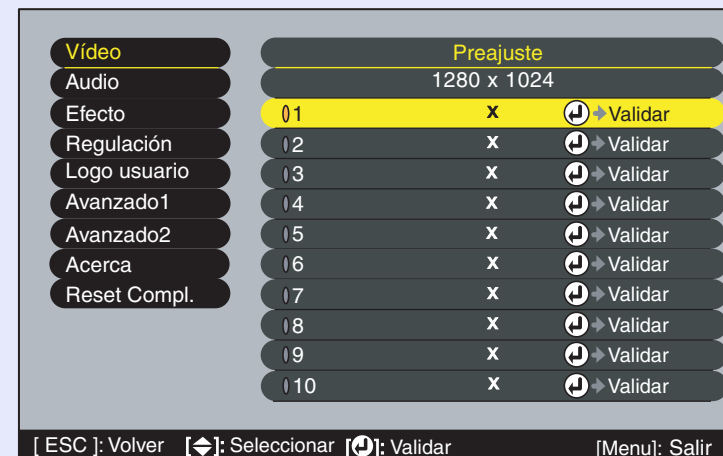 Vídeo
Audio
Efecto
Regulación
Logo usuario
Avanzado1
Avanzado2
Acerca
Reset Compl.
Preajuste
1280 x 1024
1 x Validar
2 x Validar
3 x Validar
4 x Validar
5 x Validar
6 x Validar
7 x Validar
8 x Validar
9 x Validar
10 x Validar
[ ESC ]: Volver [ ]: Seleccionar [ ]: Validar [Menu]: Salir